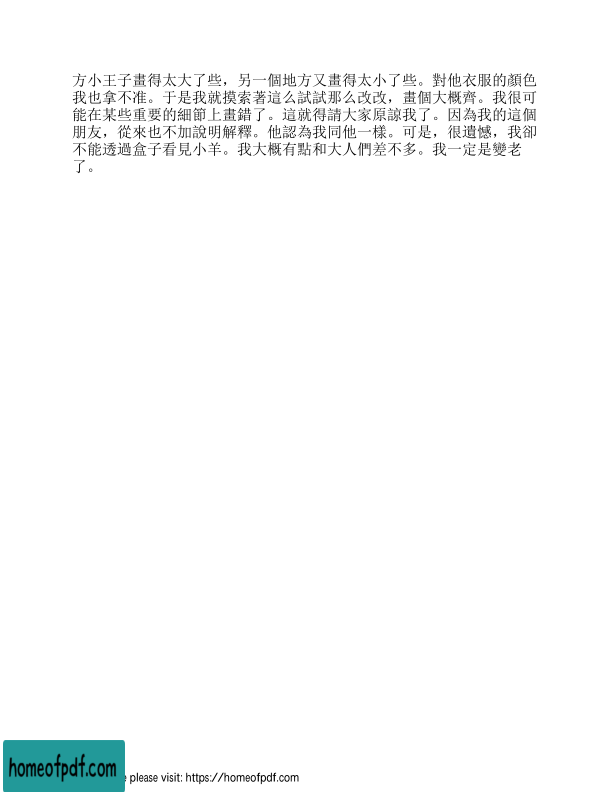 方小王子畫得太大了些，另一個地方又畫得太小了些。對他衣服的顏色
我也拿不准。于是我就摸索著這么試試那么改改，畫個大概齊。我很可
能在某些重要的細節上畫錯了。這就得請大家原諒我了。因為我的這個
朋友，從來也不加說明解釋。他認為我同他一樣。可是，很遺憾，我卻
不能透過盒子看見小羊。我大概有點和大人們差不多。我一定是變老
了。
homeofpdf.com
please visit: https://homeofpdf.com